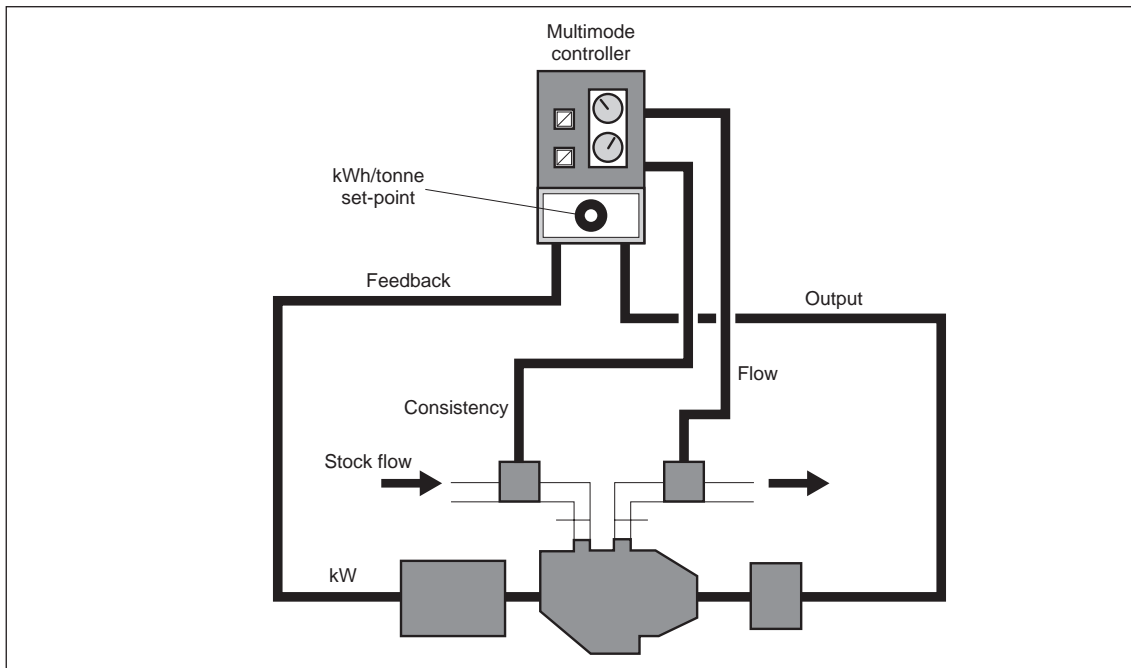 Multimode
controller
kWh/tonne
set-point
Feedback
Output
Flow
Consistency
Stock flow
kW